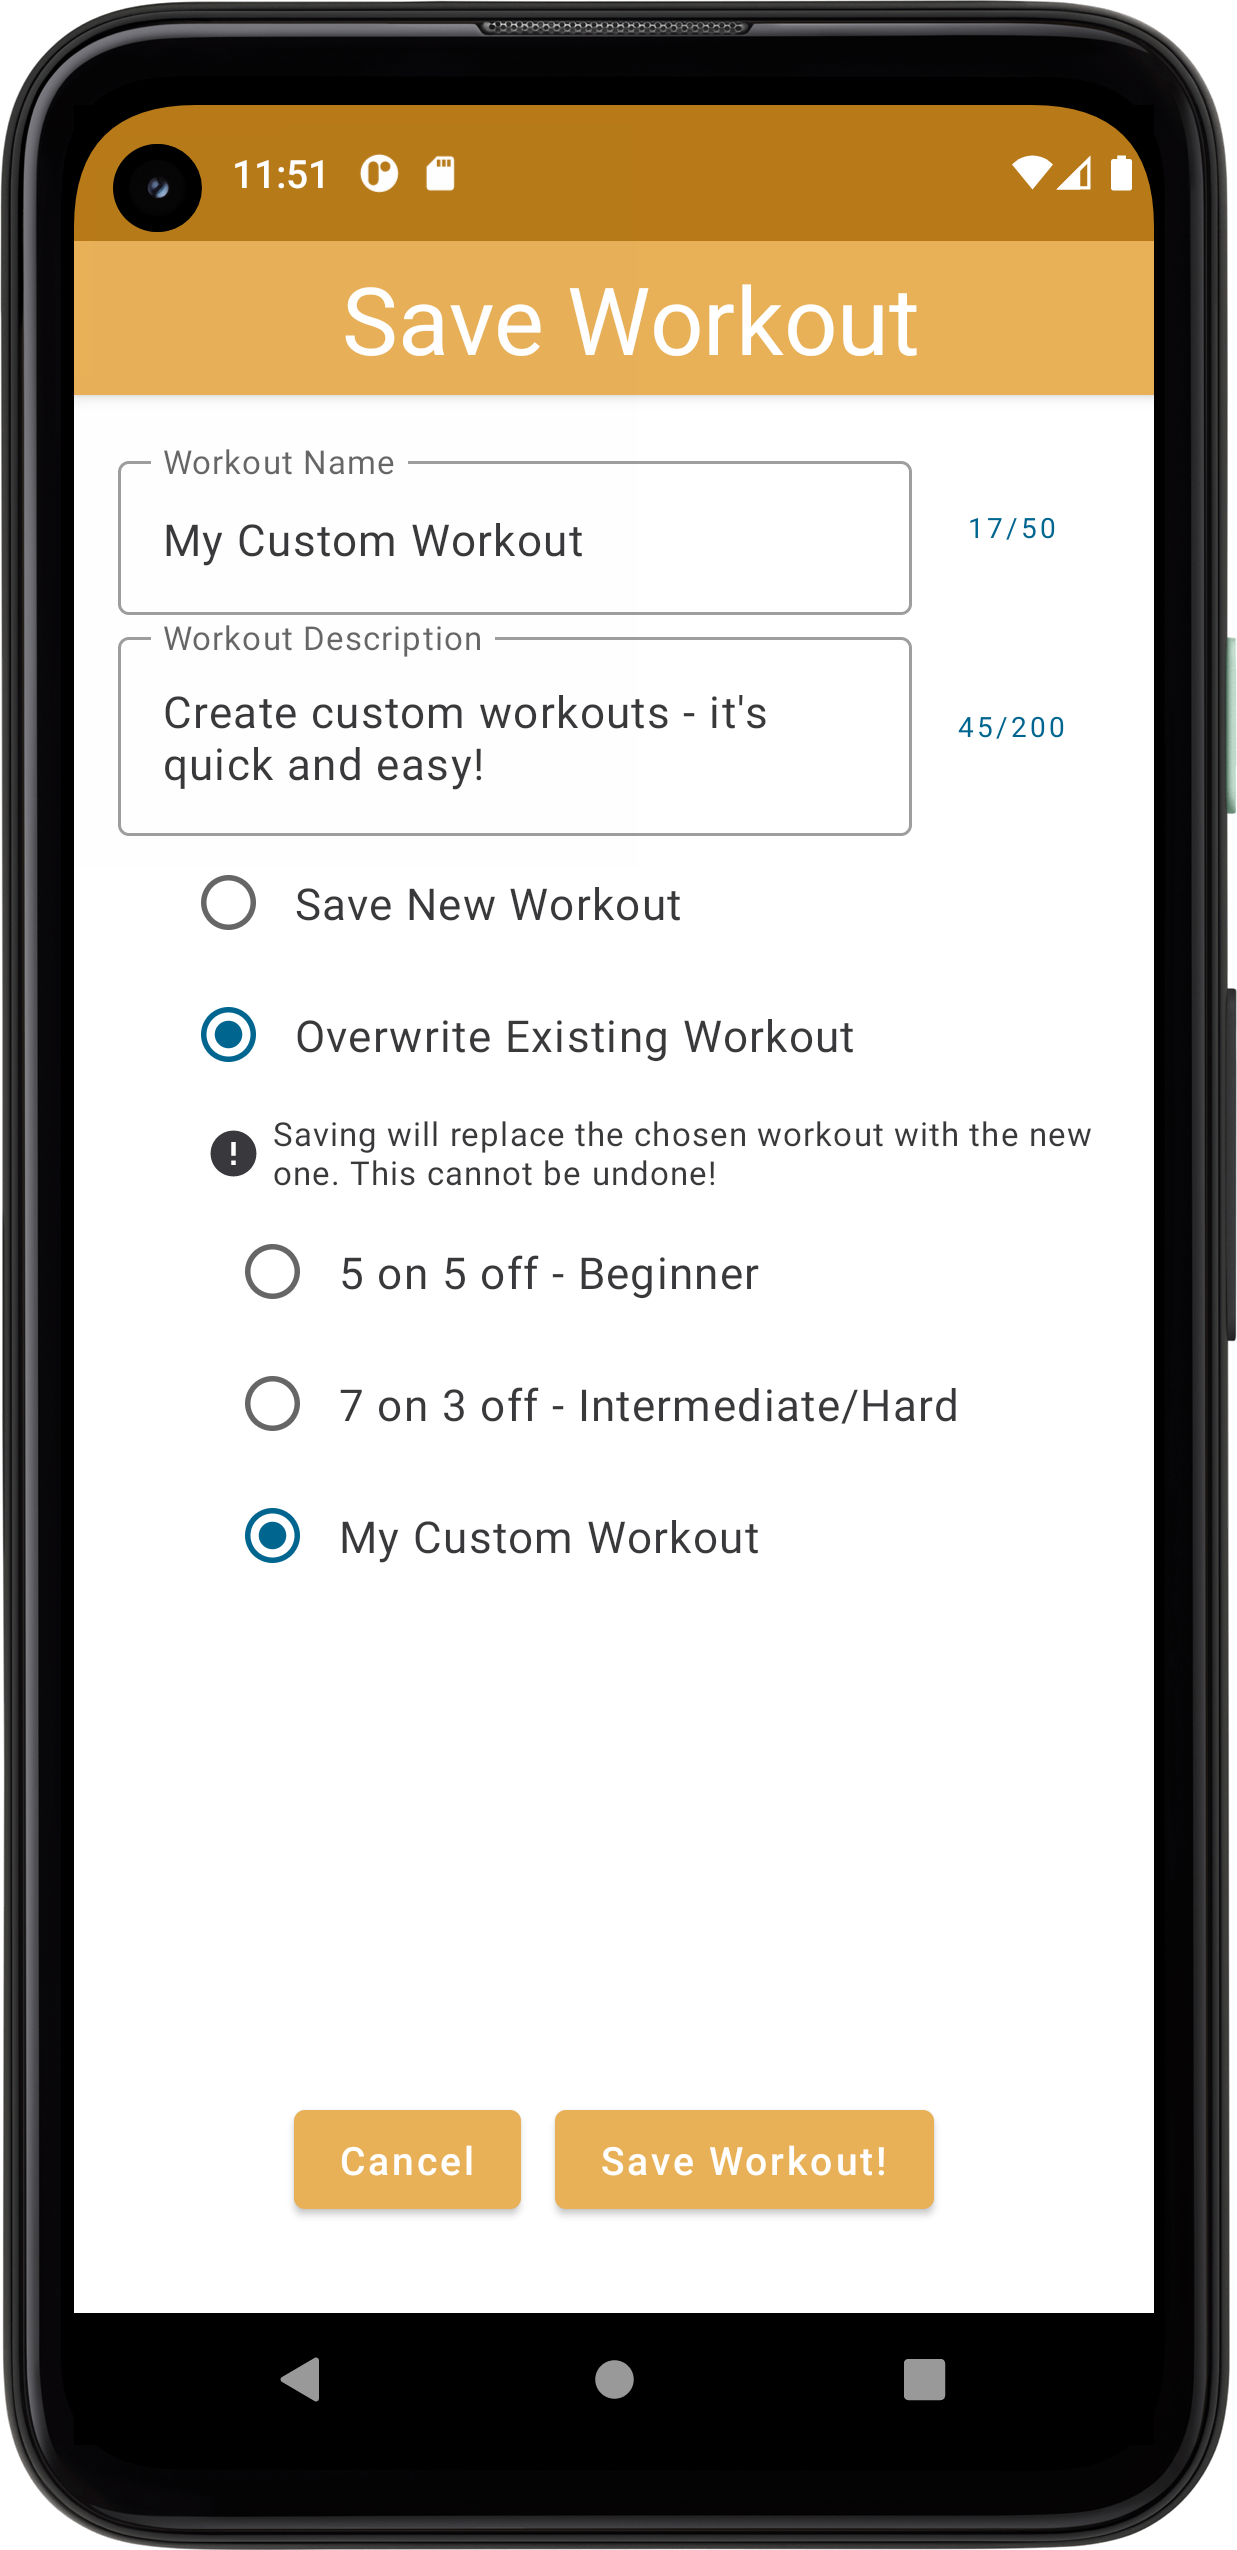 11:51
Save Workout
Workout Name
My Custom Workout
17/50
Workout Description
Create custom workouts - it's
quick and easy!
45/200
Save New Workout
Overwrite Existing Workout
Saving will replace the chosen workout with the new
one. This cannot be undone!
5 on 5 off - Beginner
7 on 3 off - Intermediate/Hard
My Custom Workout
Cancel
Save Workout!